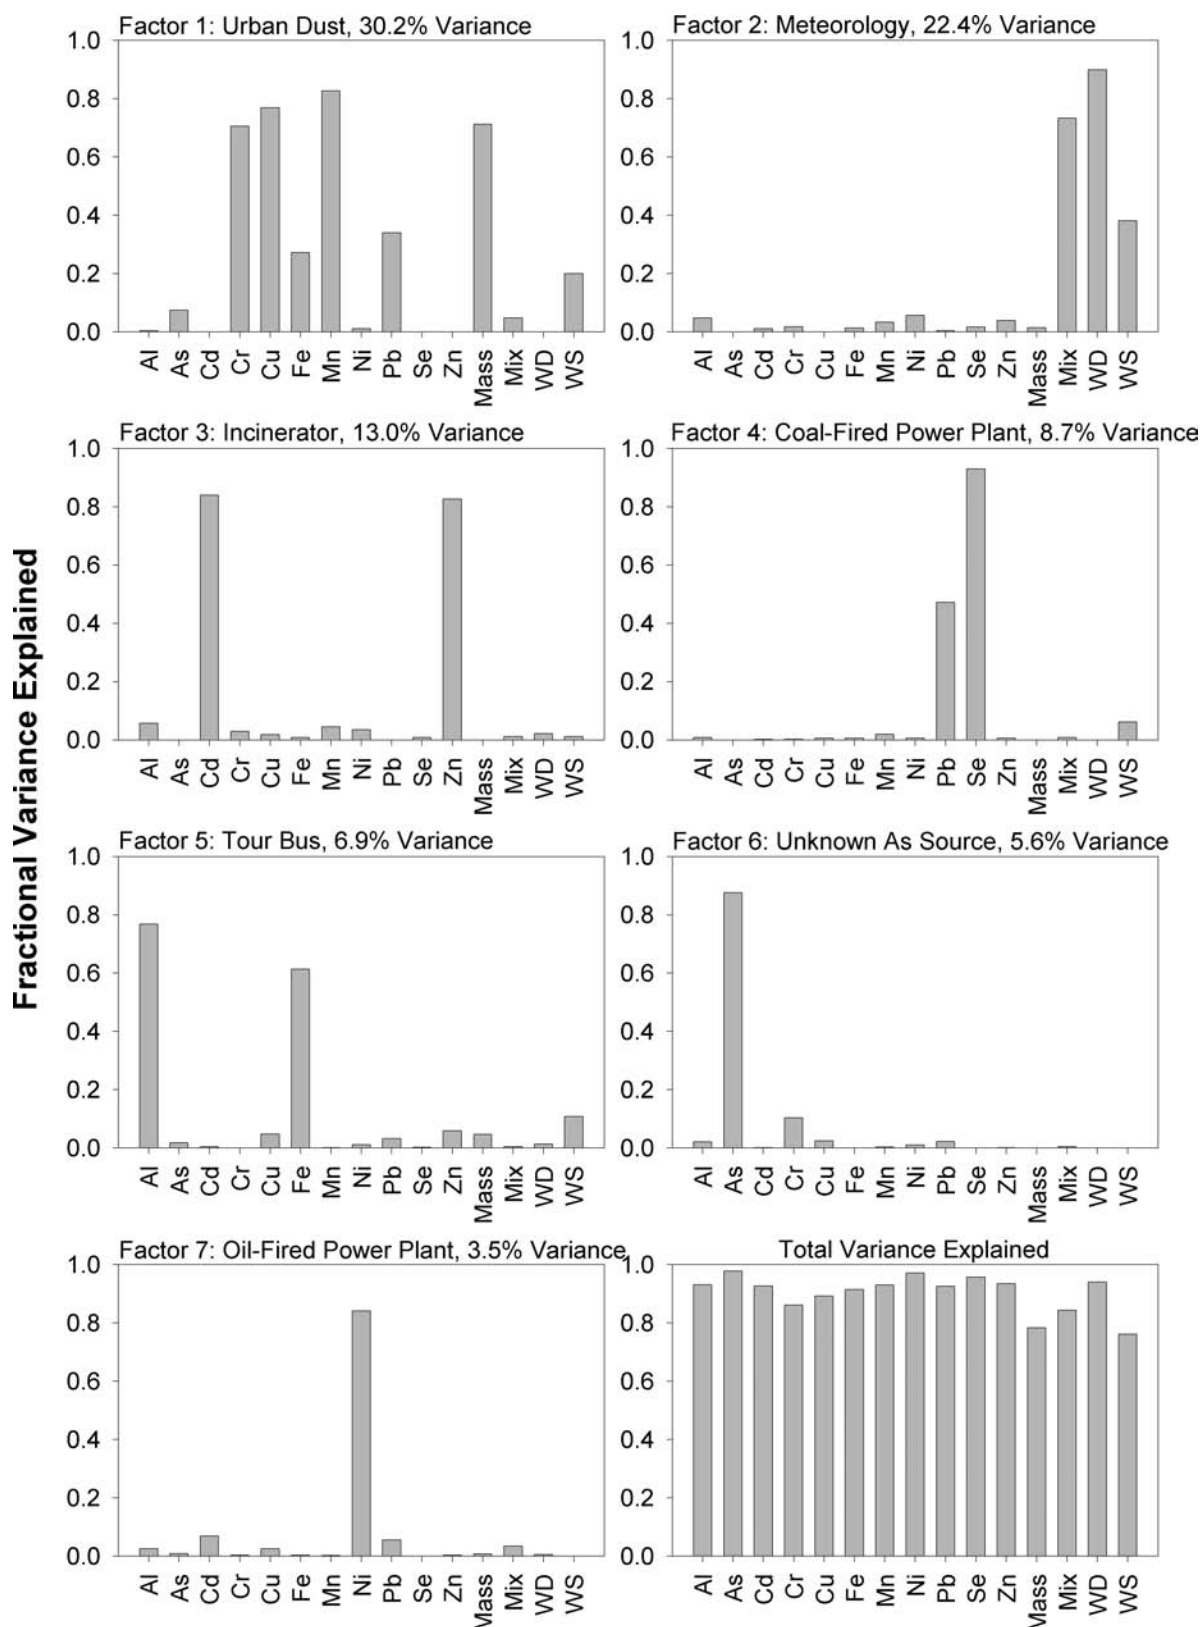 Fractional Variance Explained
Factor 1: Urban Dust, 30.2% Variance
1.0
0.8
0.6
0.4
0.2
0.0
Al As Cd Cr Cu Fe Mn Ni Pb Se Zn Mass Mix WD WS
Factor 2: Meteorology, 22.4% Variance
1.0
0.8
0.6
0.4
0.2
0.0
Al As Cd Cr Cu Fe Mn Ni Pb Se Zn Mass Mix WD WS
Factor 3: Incinerator, 13.0% Variance
1.0
0.8
0.6
0.4
0.2
0.0
Al As Cd Cr Cu Fe Mn Ni Pb Se Zn Mass Mix WD WS
Factor 4: Coal-Fired Power Plant, 8.7% Variance
1.0
0.8
0.6
0.4
0.2
0.0
Al As Cd Cr Cu Fe Mn Ni Pb Se Zn Mass Mix WD WS
Factor 5: Tour Bus, 6.9% Variance
1.0
0.8
0.6
0.4
0.2
0.0
Al As Cd Cr Cu Fe Mn Ni Pb Se Zn Mass Mix WD WS
Factor 6: Unknown As Source, 5.6% Variance
1.0
0.8
0.6
0.4
0.2
0.0
Al As Cd Cr Cu Fe Mn Ni Pb Se Zn Mass Mix WD WS
Factor 7: Oil-Fired Power Plant, 3.5% Variance
1.0
0.8
0.6
0.4
0.2
0.0
Al As Cd Cr Cu Fe Mn Ni Pb Se Zn Mass Mix WD WS
Total Variance Explained
1.0
0.8
0.6
0.4
0.2
0.0
Al As Cd Cr Cu Fe Mn Ni Pb Se Zn Mass Mix WD WS